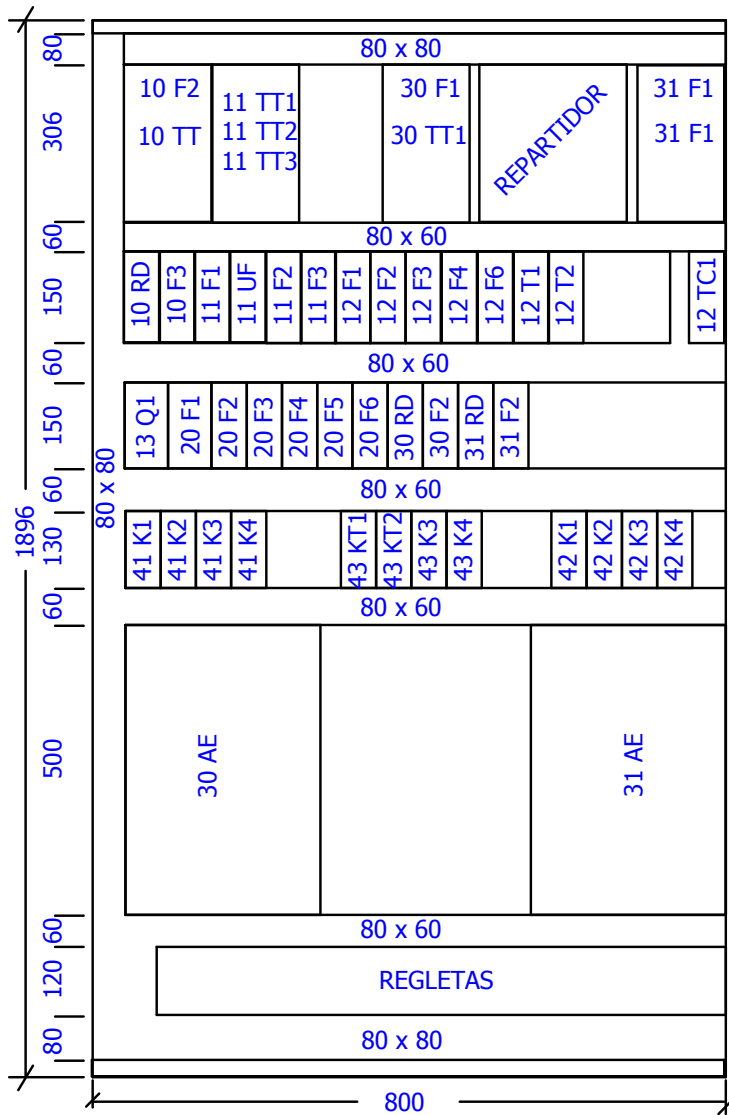 80 x 80
80
10 F2
10 TT
11 TT1
11 TT2
11 TT3
30 F1
30 TT1
REPARTIDOR
31 F1
31 F1
306
60
80 x 60
10 RD
10 F3
11 F1
11 UF
11 F2
11 F3
12 F1
12 F2
12 F3
12 F4
12 F6
12 T1
12 T2
12 TC1
150
60
80 x 60
13 Q1
20 F1
20 F2
20 F3
20 F4
20 F5
20 F6
30 RD
30 F2
31 RD
31 F2
150
80 x 80
60
80 x 60
1896
41 K1
41 K2
41 K3
41 K4
43 KT1
43 KT2
43 K3
43 K4
42 K1
42 K2
42 K3
42 K4
130
60
80 x 60
30 AE
31 AE
500
60
80 x 60
120
REGLETAS
80
80 x 80
800